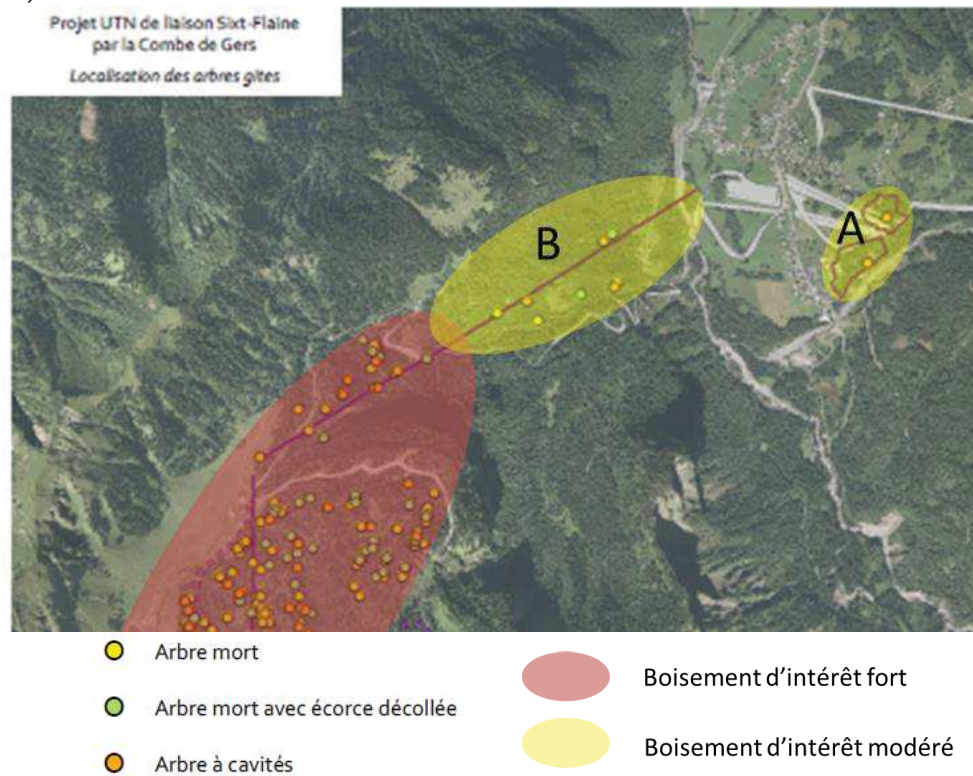 Projet UTN de liaison Sixt-Flaine
par la Combe de Gers
Localisation des arbres gîtes
A
B
Arbre mort
Arbre mort avec écorce décollée
Arbre à cavités
Boisement d'intérêt fort
Boisement d'intérêt modéré